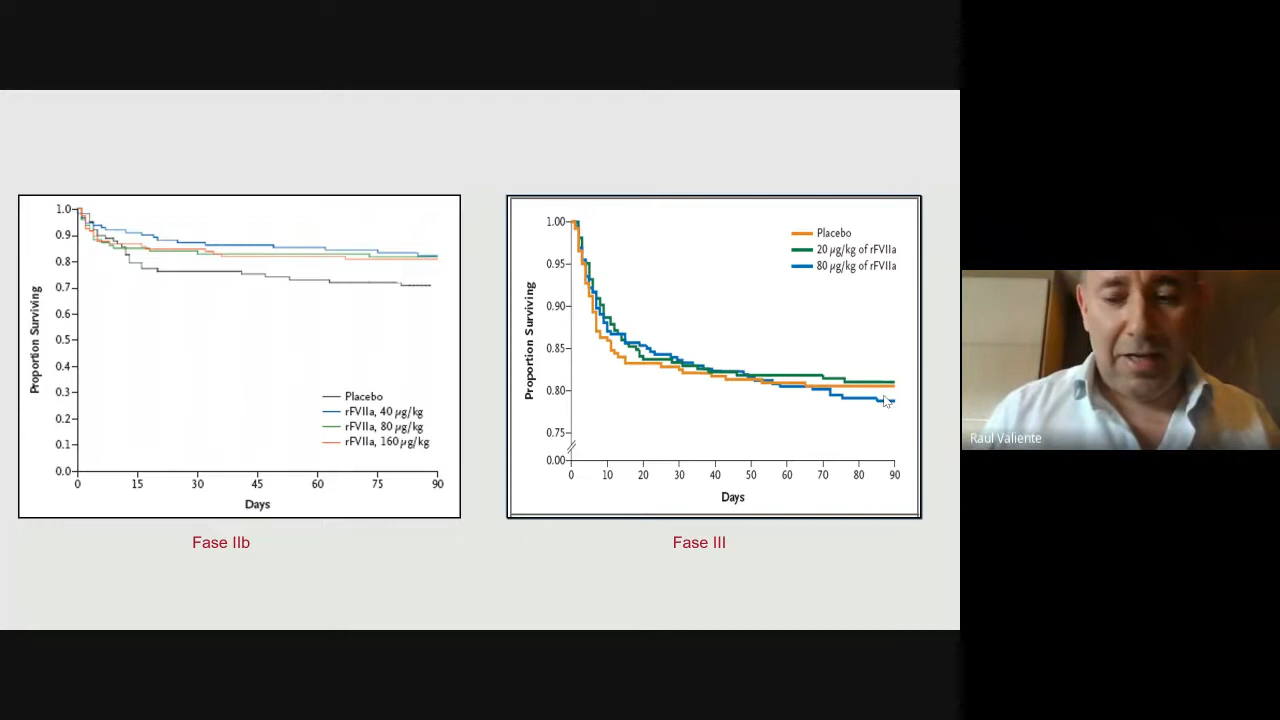 1.0
0.9
0.8
0.7
0.6
0.5
0.4
0.3
0.2
0.1
0.0
Proportion Surviving
Placebo
rFVIIa, 40 µg/kg
rFVIIa, 80 µg/kg
rFVIIa, 160 µg/kg
0 15 30 45 60 75 90
Days
Fase IIb
1.00
0.95
0.90
0.85
0.80
0.75
0.00
Proportion Surviving
Placebo
20 µg/kg of rFVIIa
80 µg/kg of rFVIIa
0 10 20 30 40 50 60 70 80 90
Days
Fase III
Raul Valiente